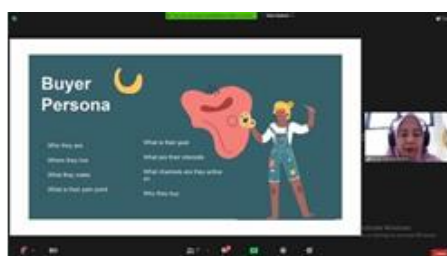 Buyer
Persona
Who they are
Where they live
What they make
What is their pain point
What is their goal
What are their interests
What channels are they active
on
Why they buy